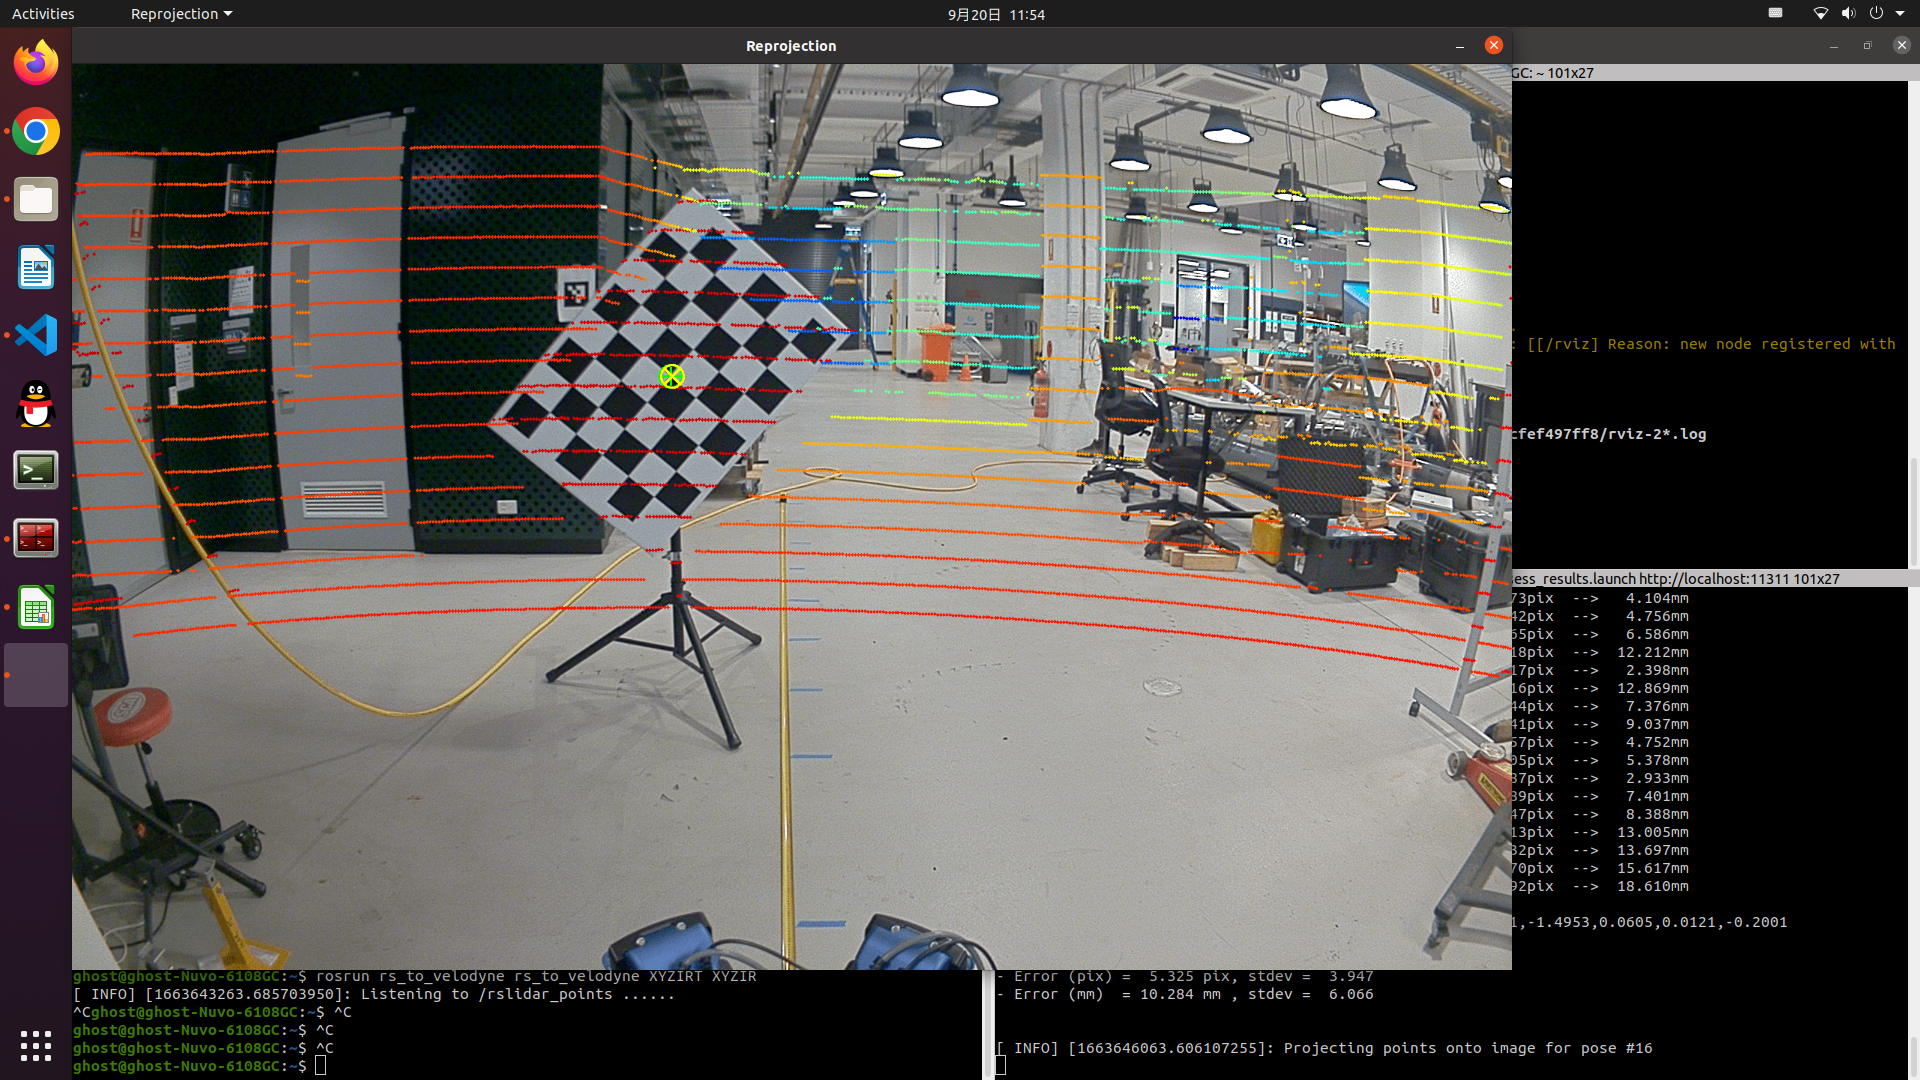 Activities
Reprojection
9月20日 11:54
Reprojection
GC: ~ 101x27
: [[/rviz] Reason: new node registered with
cfef497ff8/rviz-2*.log
sess_results.launch http://localhost:11311 101x27
73pix --> 4.104mm
42pix --> 4.756mm
65pix --> 6.586mm
18pix --> 12.212mm
17pix --> 2.398mm
16pix --> 12.869mm
44pix --> 7.376mm
41pix --> 9.037mm
57pix --> 4.752mm
05pix --> 5.378mm
37pix --> 2.933mm
39pix --> 7.401mm
47pix --> 8.388mm
13pix --> 13.005mm
32pix --> 13.697mm
70pix --> 15.617mm
92pix --> 18.610mm
1,-1.4953,0.0605,0.0121,-0.2001
ghost@ghost-Nuvo-6108GC:~$ rosrun rs_to_velodyne rs_to_velodyne XYZIRT XYZIR
[ INFO] [1663643263.685703950]: Listening to /rslidar_points ......
^Cghost@ghost-Nuvo-6108GC:~$ ^C
ghost@ghost-Nuvo-6108GC:~$ ^C
ghost@ghost-Nuvo-6108GC:~$ ^C
ghost@ghost-Nuvo-6108GC:~$
- Error (pix) = 5.325 pix, stdev = 3.947
- Error (mm) = 10.284 mm , stdev = 6.066
[ INFO] [1663646063.606107255]: Projecting points onto image for pose #16